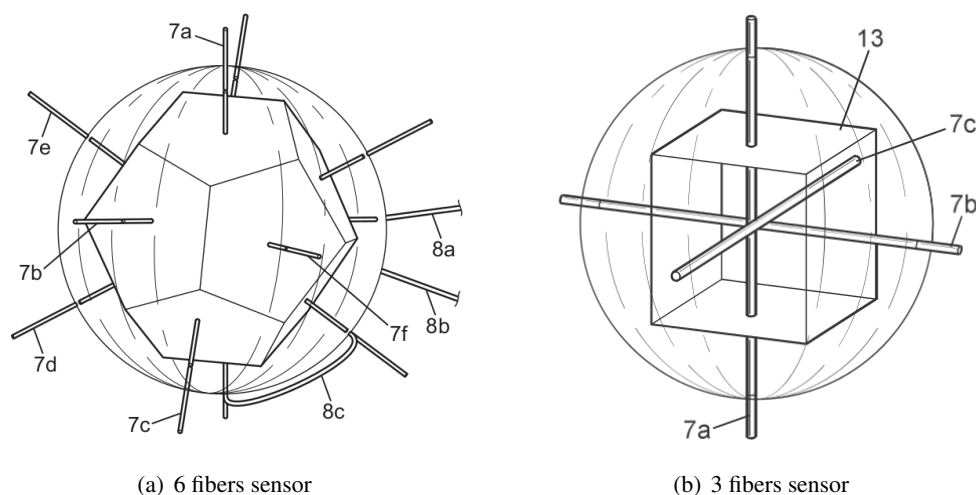 7a
7e
7b
8a
8b
7f
7d
7c
8c
13
7c
7b
7a
(a) 6 fibers sensor
(b) 3 fibers sensor